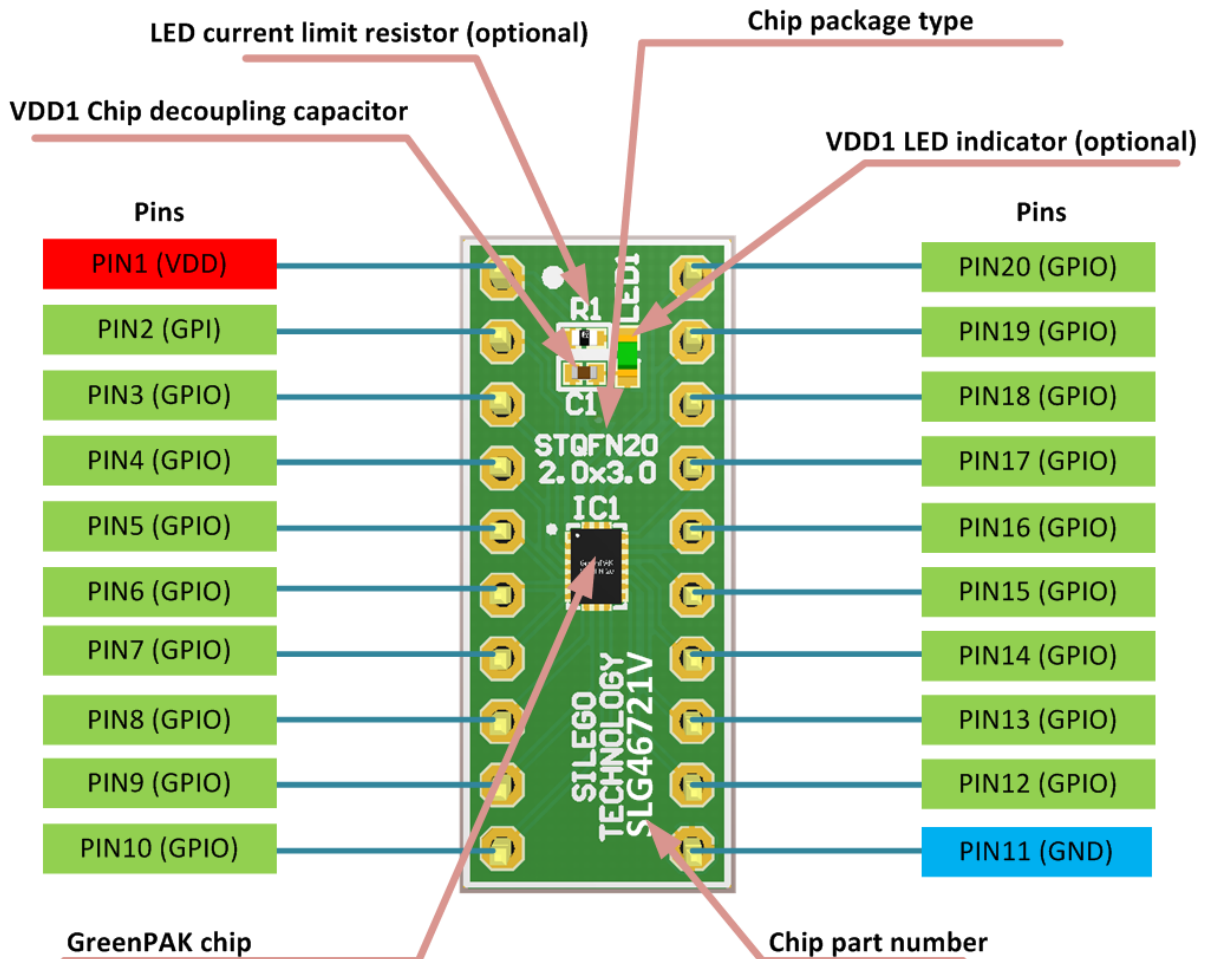 LED current limit resistor (optional)
Chip package type
VDD1 Chip decoupling capacitor
VDD1 LED indicator (optional)
Pins
Pins
PIN1 (VDD)
PIN2 (GPI)
PIN3 (GPIO)
PIN4 (GPIO)
PIN5 (GPIO)
PIN6 (GPIO)
PIN7 (GPIO)
PIN8 (GPIO)
PIN9 (GPIO)
PIN10 (GPIO)
LED1
R1
C1
STQFN20
2.0x3.0
IC1
GreenPAK
SILEGO
TECHNOLOGY
SLG46721V
PIN20 (GPIO)
PIN19 (GPIO)
PIN18 (GPIO)
PIN17 (GPIO)
PIN16 (GPIO)
PIN15 (GPIO)
PIN14 (GPIO)
PIN13 (GPIO)
PIN12 (GPIO)
PIN11 (GND)
GreenPAK chip
Chip part number